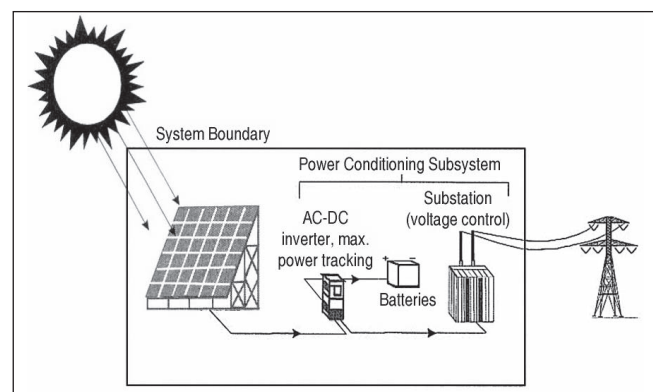 System Boundary
Power Conditioning Subsystem
AC-DC
inverter, max.
power tracking
Substation
(voltage control)
+ −
Batteries